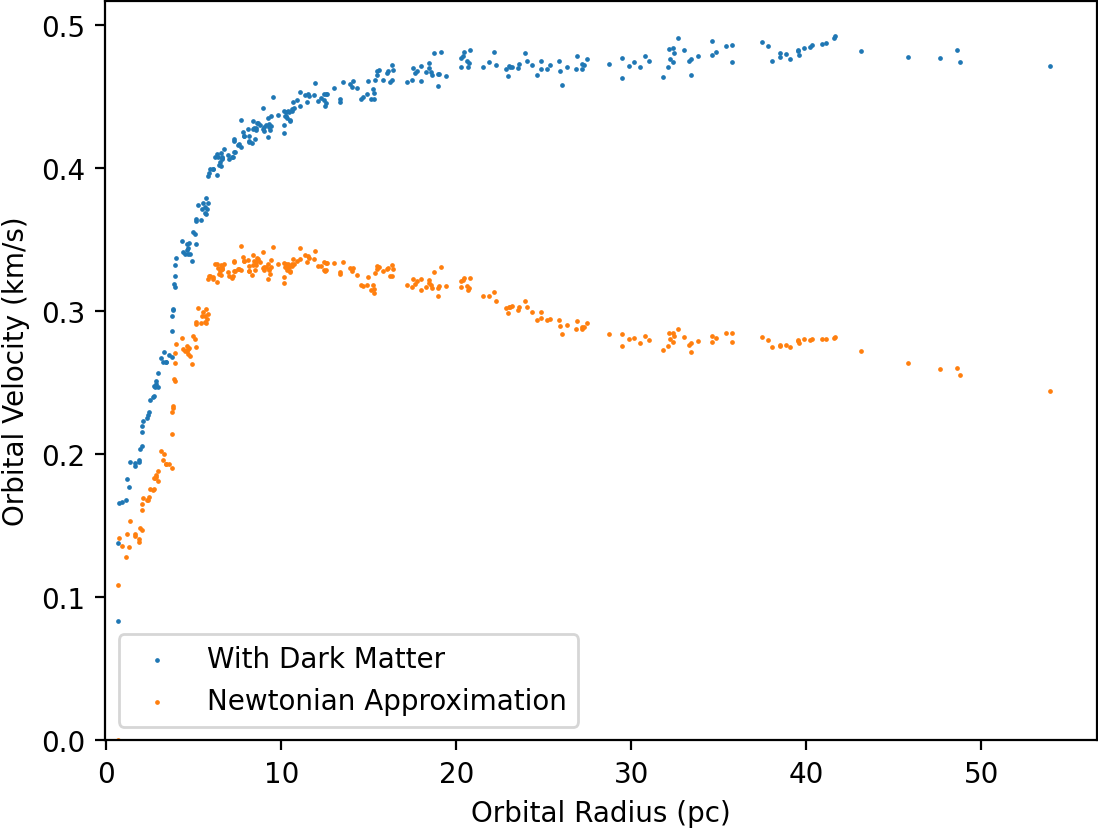 0.5
0.4
0.3
0.2
0.1
0.0
Orbital Velocity (km/s)
With Dark Matter
Newtonian Approximation
0 10 20 30 40 50
Orbital Radius (pc)